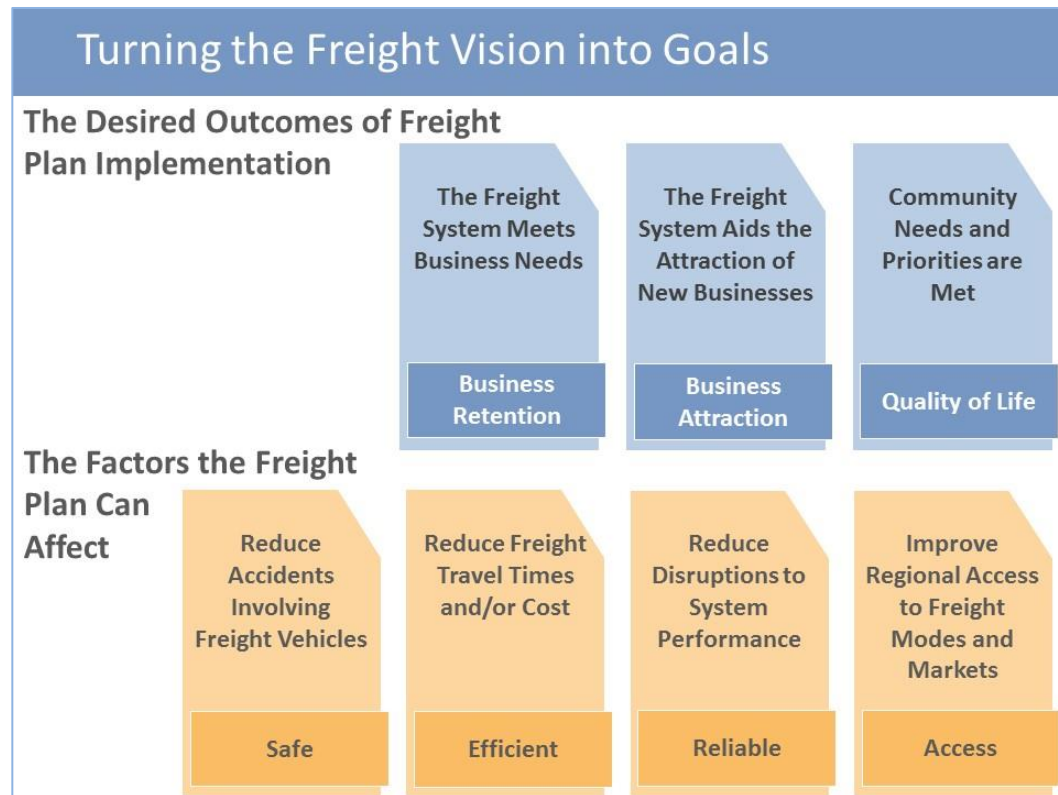 Turning the Freight Vision into Goals
The Desired Outcomes of Freight
Plan Implementation
The Freight
System Meets
Business Needs
Business
Retention
The Freight
System Aids the
Attraction of
New Businesses
Business
Attraction
Community
Needs and
Priorities are
Met
Quality of Life
The Factors the Freight
Plan Can
Affect
Reduce
Accidents
Involving
Freight Vehicles
Safe
Reduce Freight
Travel Times
and/or Cost
Efficient
Reduce
Disruptions to
System
Performance
Reliable
Improve
Regional Access
to Freight
Modes and
Markets
Access